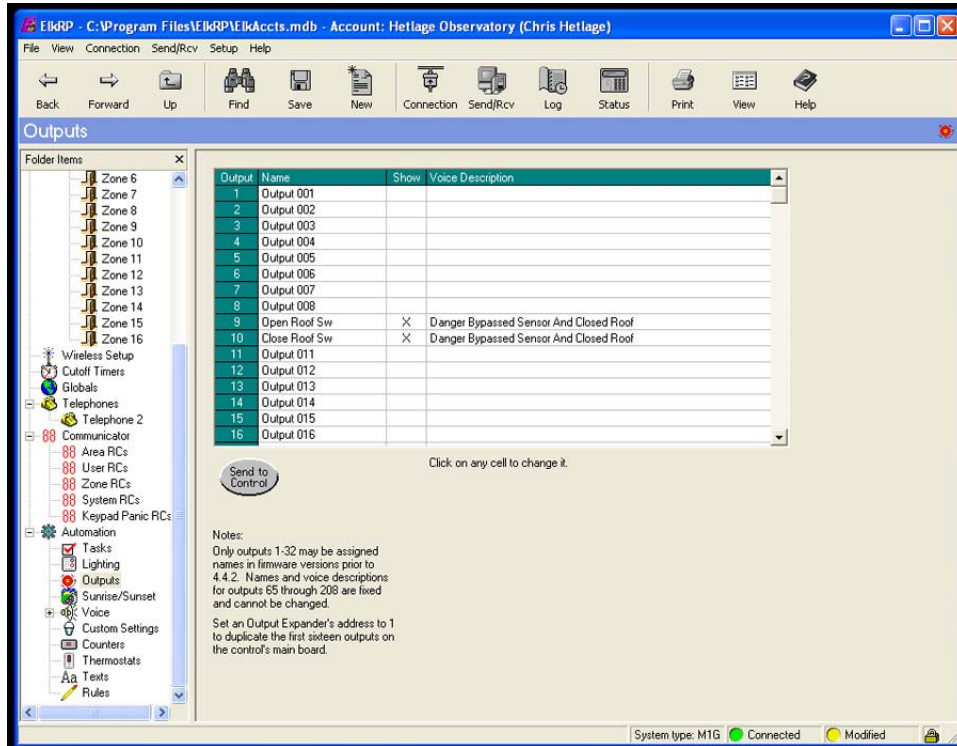 ElkRP - C:\Program Files\ElkRP\ElkAccts.mdb - Account: Hetlage Observatory (Chris Hetlage)
File View Connection Send/Rcv Setup Help
Back Forward Up Find Save New Connection Send/Rcv Log Status Print View Help
Outputs
Folder Items
Zone 6
Zone 7
Zone 8
Zone 9
Zone 10
Zone 11
Zone 12
Zone 13
Zone 14
Zone 15
Zone 16
Wireless Setup
Cutoff Timers
Globals
Telephones
Telephone 2
88 Communicator
88 Area RCs
88 User RCs
88 Zone RCs
88 System RCs
88 Keypad Panic RCs
Automation
Tasks
Lighting
Outputs
Sunrise/Sunset
Voice
Custom Settings
Counters
Thermostats
Aa Texts
Rules
Output Name Show Voice Description
1 Output 001
2 Output 002
3 Output 003
4 Output 004
5 Output 005
6 Output 006
7 Output 007
8 Output 008
9 Open Roof Sw X Danger Bypassed Sensor And Closed Roof
10 Close Roof Sw X Danger Bypassed Sensor And Closed Roof
11 Output 011
12 Output 012
13 Output 013
14 Output 014
15 Output 015
16 Output 016
Click on any cell to change it.
Send to
Control
Notes:
Only outputs 1-32 may be assigned
names in firmware versions prior to
4.4.2. Names and voice descriptions
for outputs 65 through 208 are fixed
and cannot be changed.
Set an Output Expander's address to 1
to duplicate the first sixteen outputs on
the control's main board.
System type: M1G Connected Modified